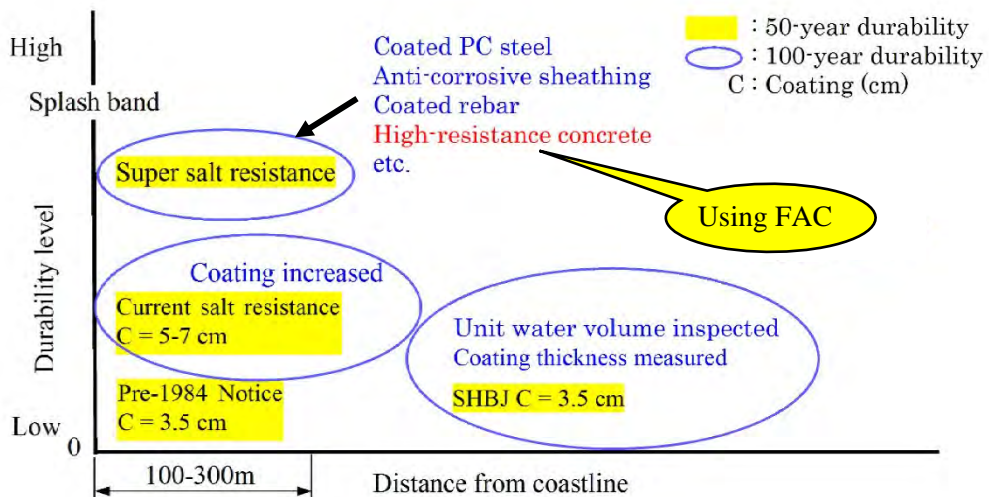 High
Splash band
Durability level
Low
0
Coated PC steel
Anti-corrosive sheathing
Coated rebar
High-resistance concrete
etc.
: 50-year durability
: 100-year durability
C : Coating (cm)
Using FAC
Super salt resistance
Coating increased
Current salt resistance
C = 5-7 cm
Pre-1984 Notice
C = 3.5 cm
Unit water volume inspected
Coating thickness measured
SHBJ C = 3.5 cm
100-300m
Distance from coastline